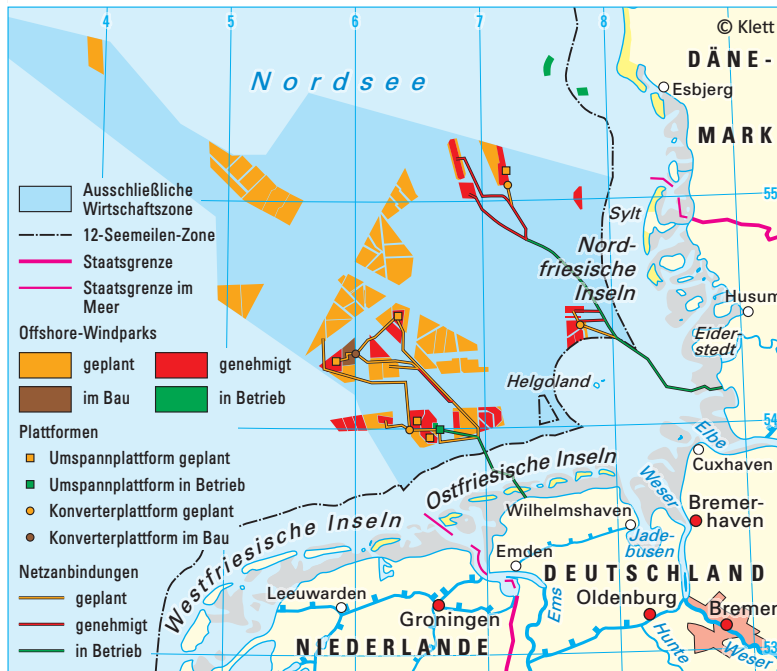 4
5
6
7
8
© Klett
DÄNE-
MARK
Esbjerg
Nordsee
55
Ausschließliche
Wirtschaftszone
12-Seemeilen-Zone
Staatsgrenze
Staatsgrenze im
Meer
Sylt
Nord-
friesische
Inseln
Husum
Eider-
stedt
Offshore-Windparks
geplant
genehmigt
im Bau
in Betrieb
Helgoland
54
Plattformen
Umspannplattform geplant
Umspannplattform in Betrieb
Konverterplattform geplant
Konverterplattform im Bau
Elbe
Cuxhaven
Ostfriesische Inseln
Weser
Wilhelmshaven
Bremer-
haven
Jade-
busen
Westfriesische Inseln
Netzanbindungen
geplant
genehmigt
in Betrieb
Emden
DEUTSCHLAND
Leeuwarden
Groningen
Ems
Oldenburg
Bremen
NIEDERLANDE
Hunte
Weser
53